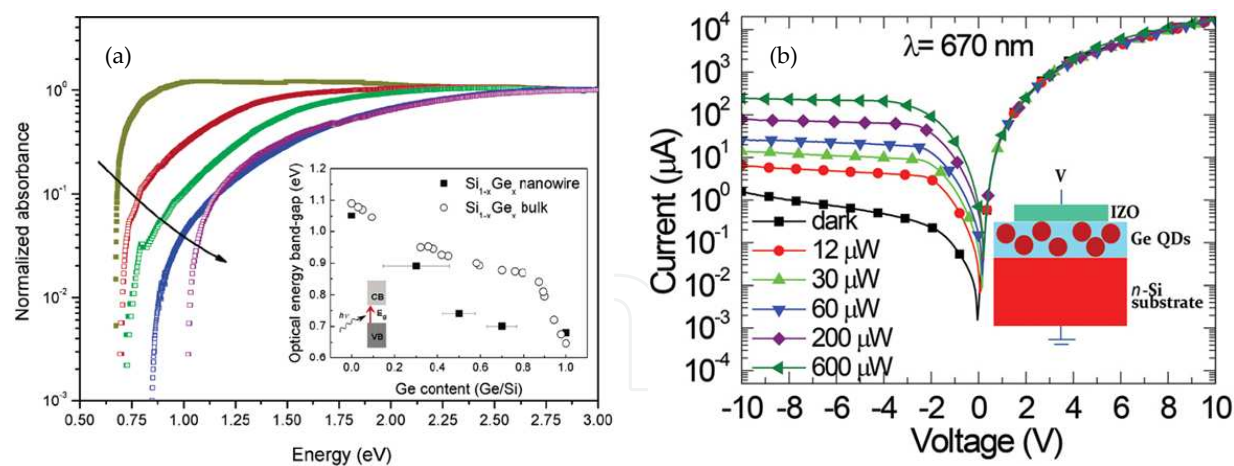 (a)
Normalized absorbance
10^0
10^-1
10^-2
10^-3
0.50 0.75 1.00 1.25 1.50 1.75 2.00 2.25 2.50 2.75 3.00
Energy (eV)
Optical energy band-gap (eV)
1.2
1.1
1.0
0.9
0.8
0.7
0.6
■ Si1-xGex nanowire
○ Si1-xGex bulk
hν
CB
Eg
VB
0.0 0.2 0.4 0.6 0.8 1.0
Ge content (Ge/Si)
(b)
λ= 670 nm
Current (μA)
10^4
10^3
10^2
10^1
10^0
10^-1
10^-2
10^-3
10^-4
dark
12 μW
30 μW
60 μW
200 μW
600 μW
V
IZO
Ge QDs
n-Si
substrate
-10 -8 -6 -4 -2 0 2 4 6 8 10
Voltage (V)